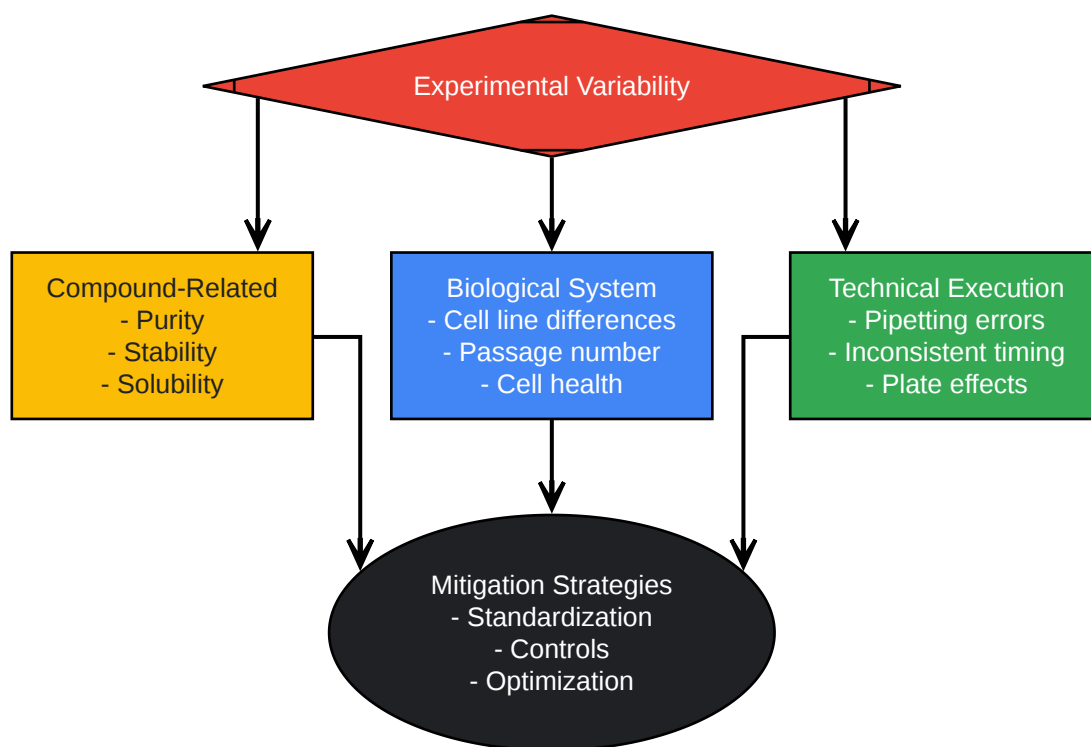 Experimental Variability
Compound-Related
- Purity
- Stability
- Solubility
Biological System
- Cell line differences
- Passage number
- Cell health
Technical Execution
- Pipetting errors
- Inconsistent timing
- Plate effects
Mitigation Strategies
- Standardization
- Controls
- Optimization